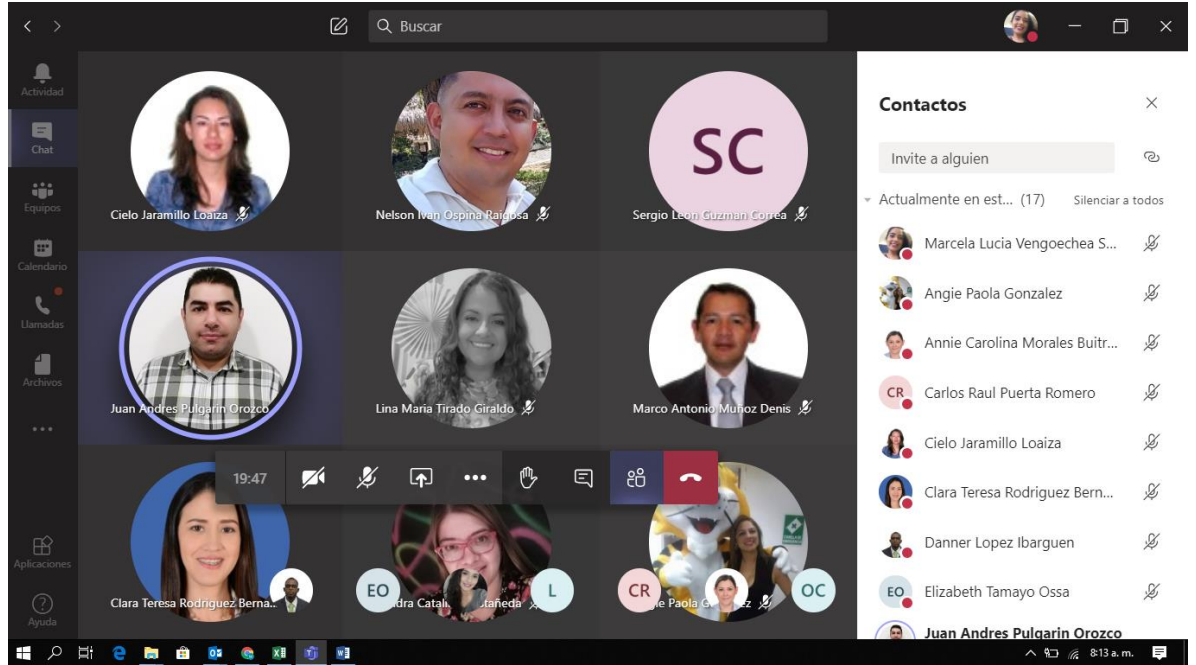 Buscar
Actividad
Chat
Equipos
Calendario
Llamadas
Archivos
Aplicaciones
Ayuda
Cielo Jaramillo Loaiza
Nelson Ivan Ospina Raigosa
SC
Sergio Leon Guzman Correa
Juan Andres Pulgarin Orozco
Lina Maria Tirado Giraldo
Marco Antonio Muñoz Denis
19:47
Clara Teresa Rodriguez Berna...
EO
L
CR
OC
Contactos
Invite a alguien
Actualmente en est... (17) Silenciar a todos
Marcela Lucia Vengoechea S...
Angie Paola Gonzalez
Annie Carolina Morales Buitr...
CR Carlos Raul Puerta Romero
Cielo Jaramillo Loaiza
Clara Teresa Rodriguez Bern...
Danner Lopez Ibarguen
EO Elizabeth Tamayo Ossa
Juan Andres Pulgarin Orozco
8:13 a. m.